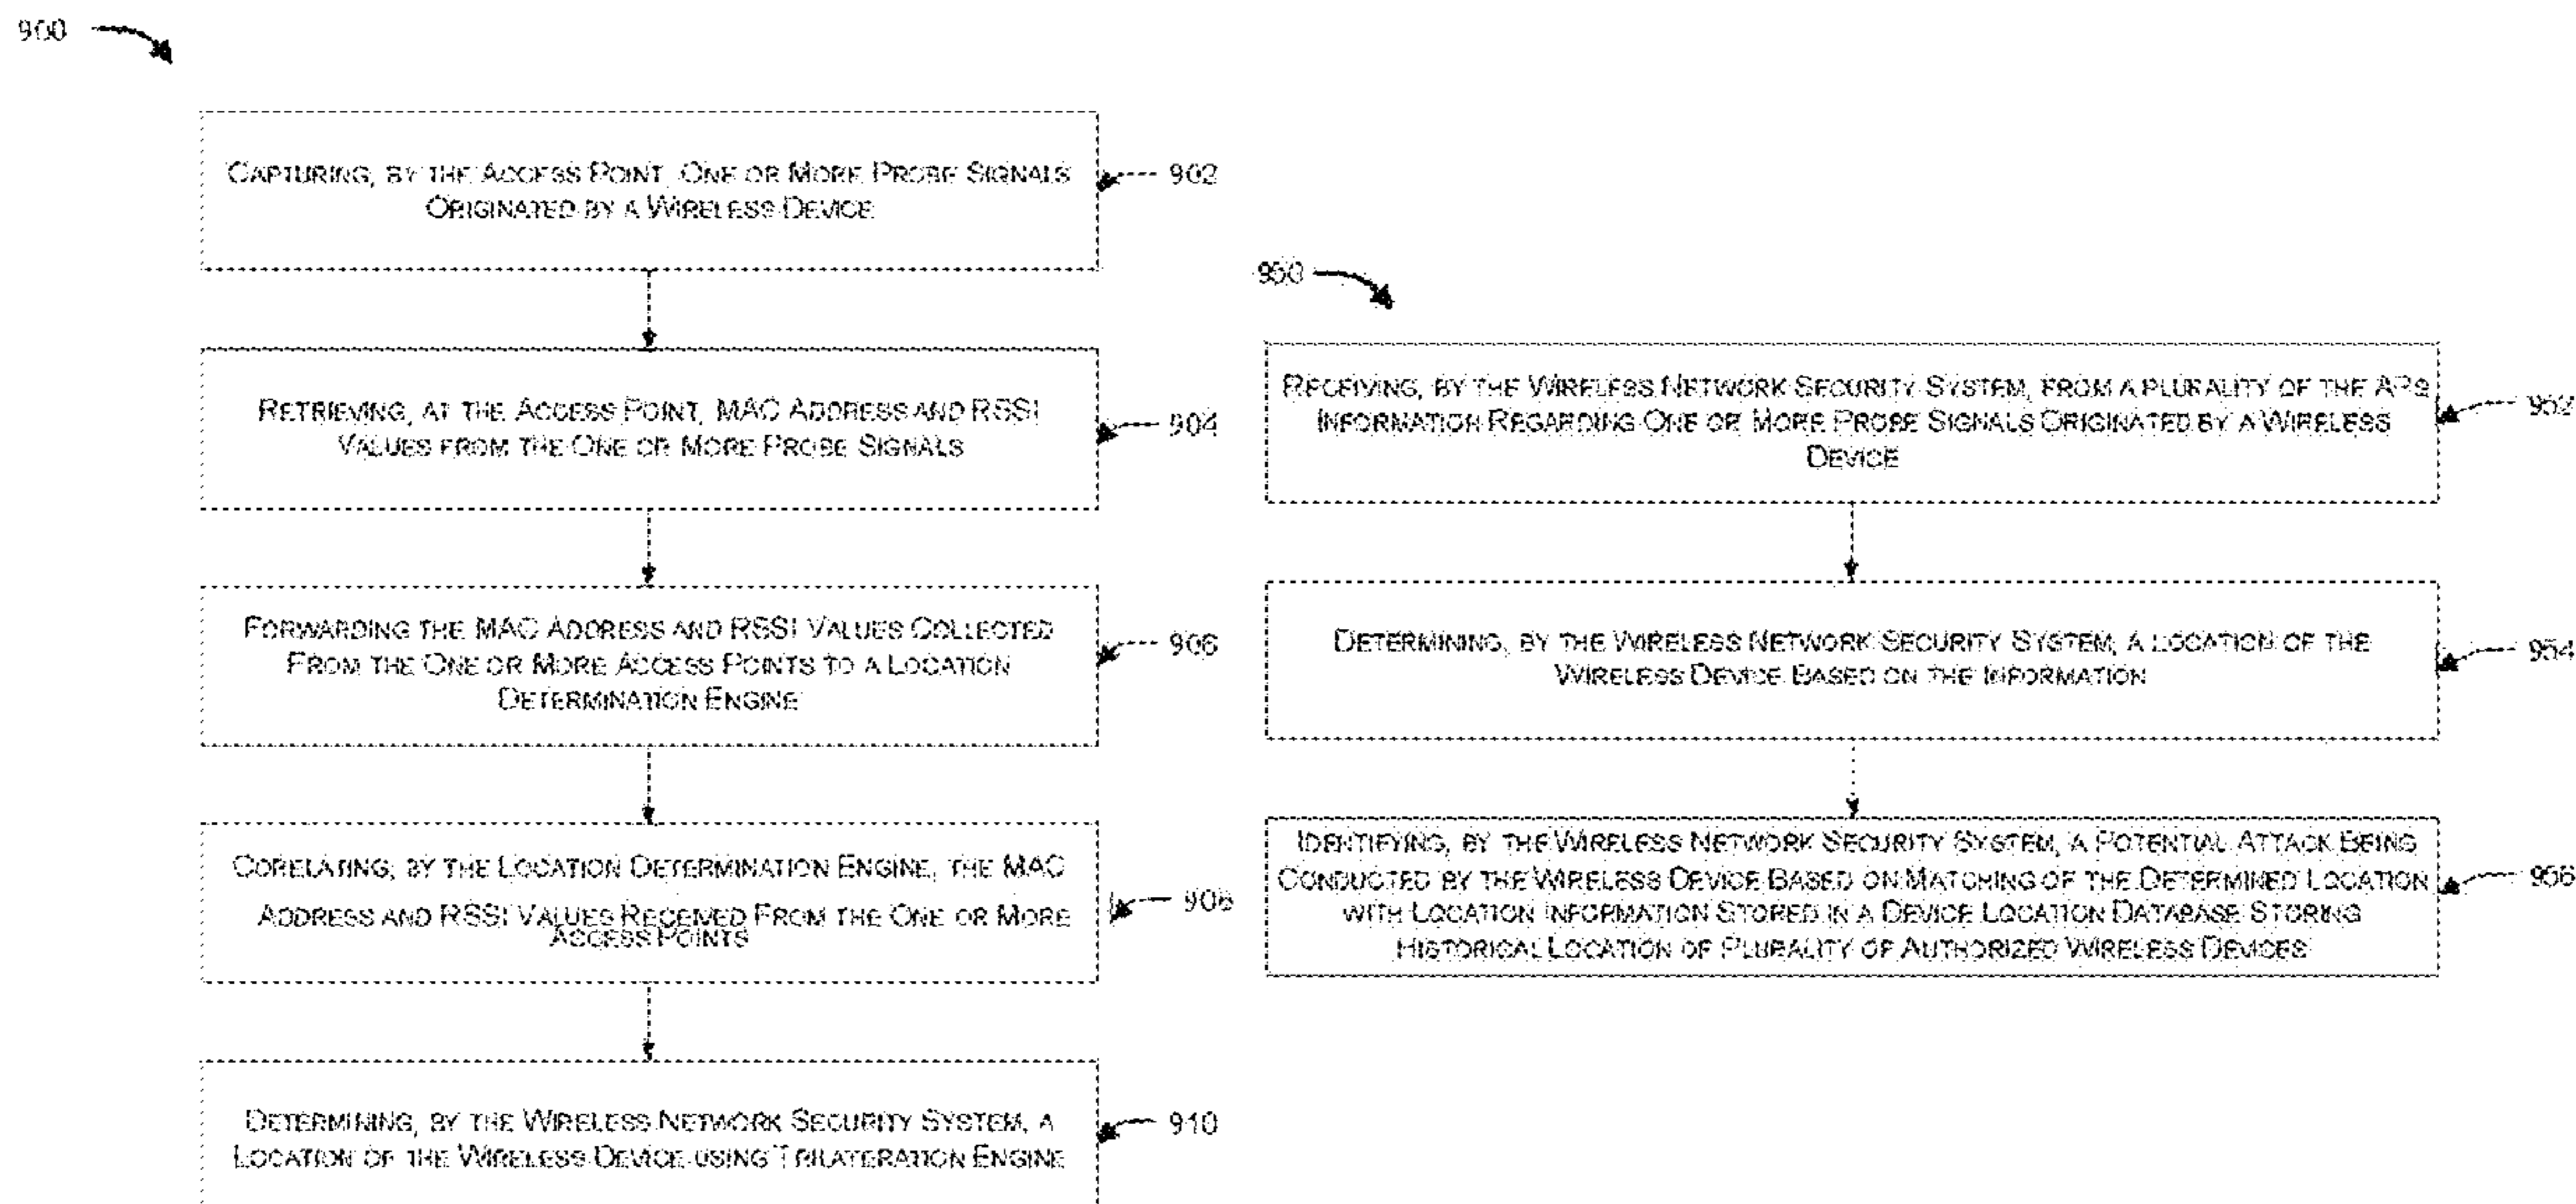 900
CAPTURING, BY THE ACCESS POINT, ONE OR MORE PROBE SIGNALS
ORIGINATED BY A WIRELESS DEVICE
902
RETRIEVING, AT THE ACCESS POINT, MAC ADDRESS AND RSSI
VALUES FROM THE ONE OR MORE PROBE SIGNALS
904
FORWARDING THE MAC ADDRESS AND RSSI VALUES COLLECTED
FROM THE ONE OR MORE ACCESS POINTS TO A LOCATION
DETERMINATION ENGINE
906
CORELATING, BY THE LOCATION DETERMINATION ENGINE, THE MAC
ADDRESS AND RSSI VALUES RECEIVED FROM THE ONE OR MORE
ACCESS POINTS
908
DETERMINING, BY THE WIRELESS NETWORK SECURITY SYSTEM, A
LOCATION OF THE WIRELESS DEVICE USING TRILATERATION ENGINE
910
950
RECEIVING, BY THE WIRELESS NETWORK SECURITY SYSTEM, FROM A PLURALITY OF THE APS
INFORMATION REGARDING ONE OR MORE PROBE SIGNALS ORIGINATED BY A WIRELESS
DEVICE
952
DETERMINING, BY THE WIRELESS NETWORK SECURITY SYSTEM, A LOCATION OF THE
WIRELESS DEVICE BASED ON THE INFORMATION
954
IDENTIFYING, BY THE WIRELESS NETWORK SECURITY SYSTEM, A POTENTIAL ATTACK BEING
CONDUCTED BY THE WIRELESS DEVICE BASED ON MATCHING OF THE DETERMINED LOCATION
WITH LOCATION INFORMATION STORED IN A DEVICE LOCATION DATABASE STORING
HISTORICAL LOCATION OF PLURALITY OF AUTHORIZED WIRELESS DEVICES
956